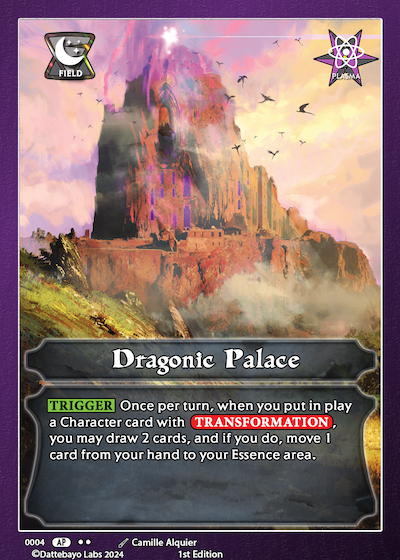 FIELD
PLASMA
Dragonic Palace
TRIGGER Once per turn, when you put in play
a Character card with TRANSFORMATION,
you may draw 2 cards, and if you do, move 1
card from your hand to your Essence area.
0004 AP •• Camille Alquier
©Dattebayo Labs 2024 1st Edition